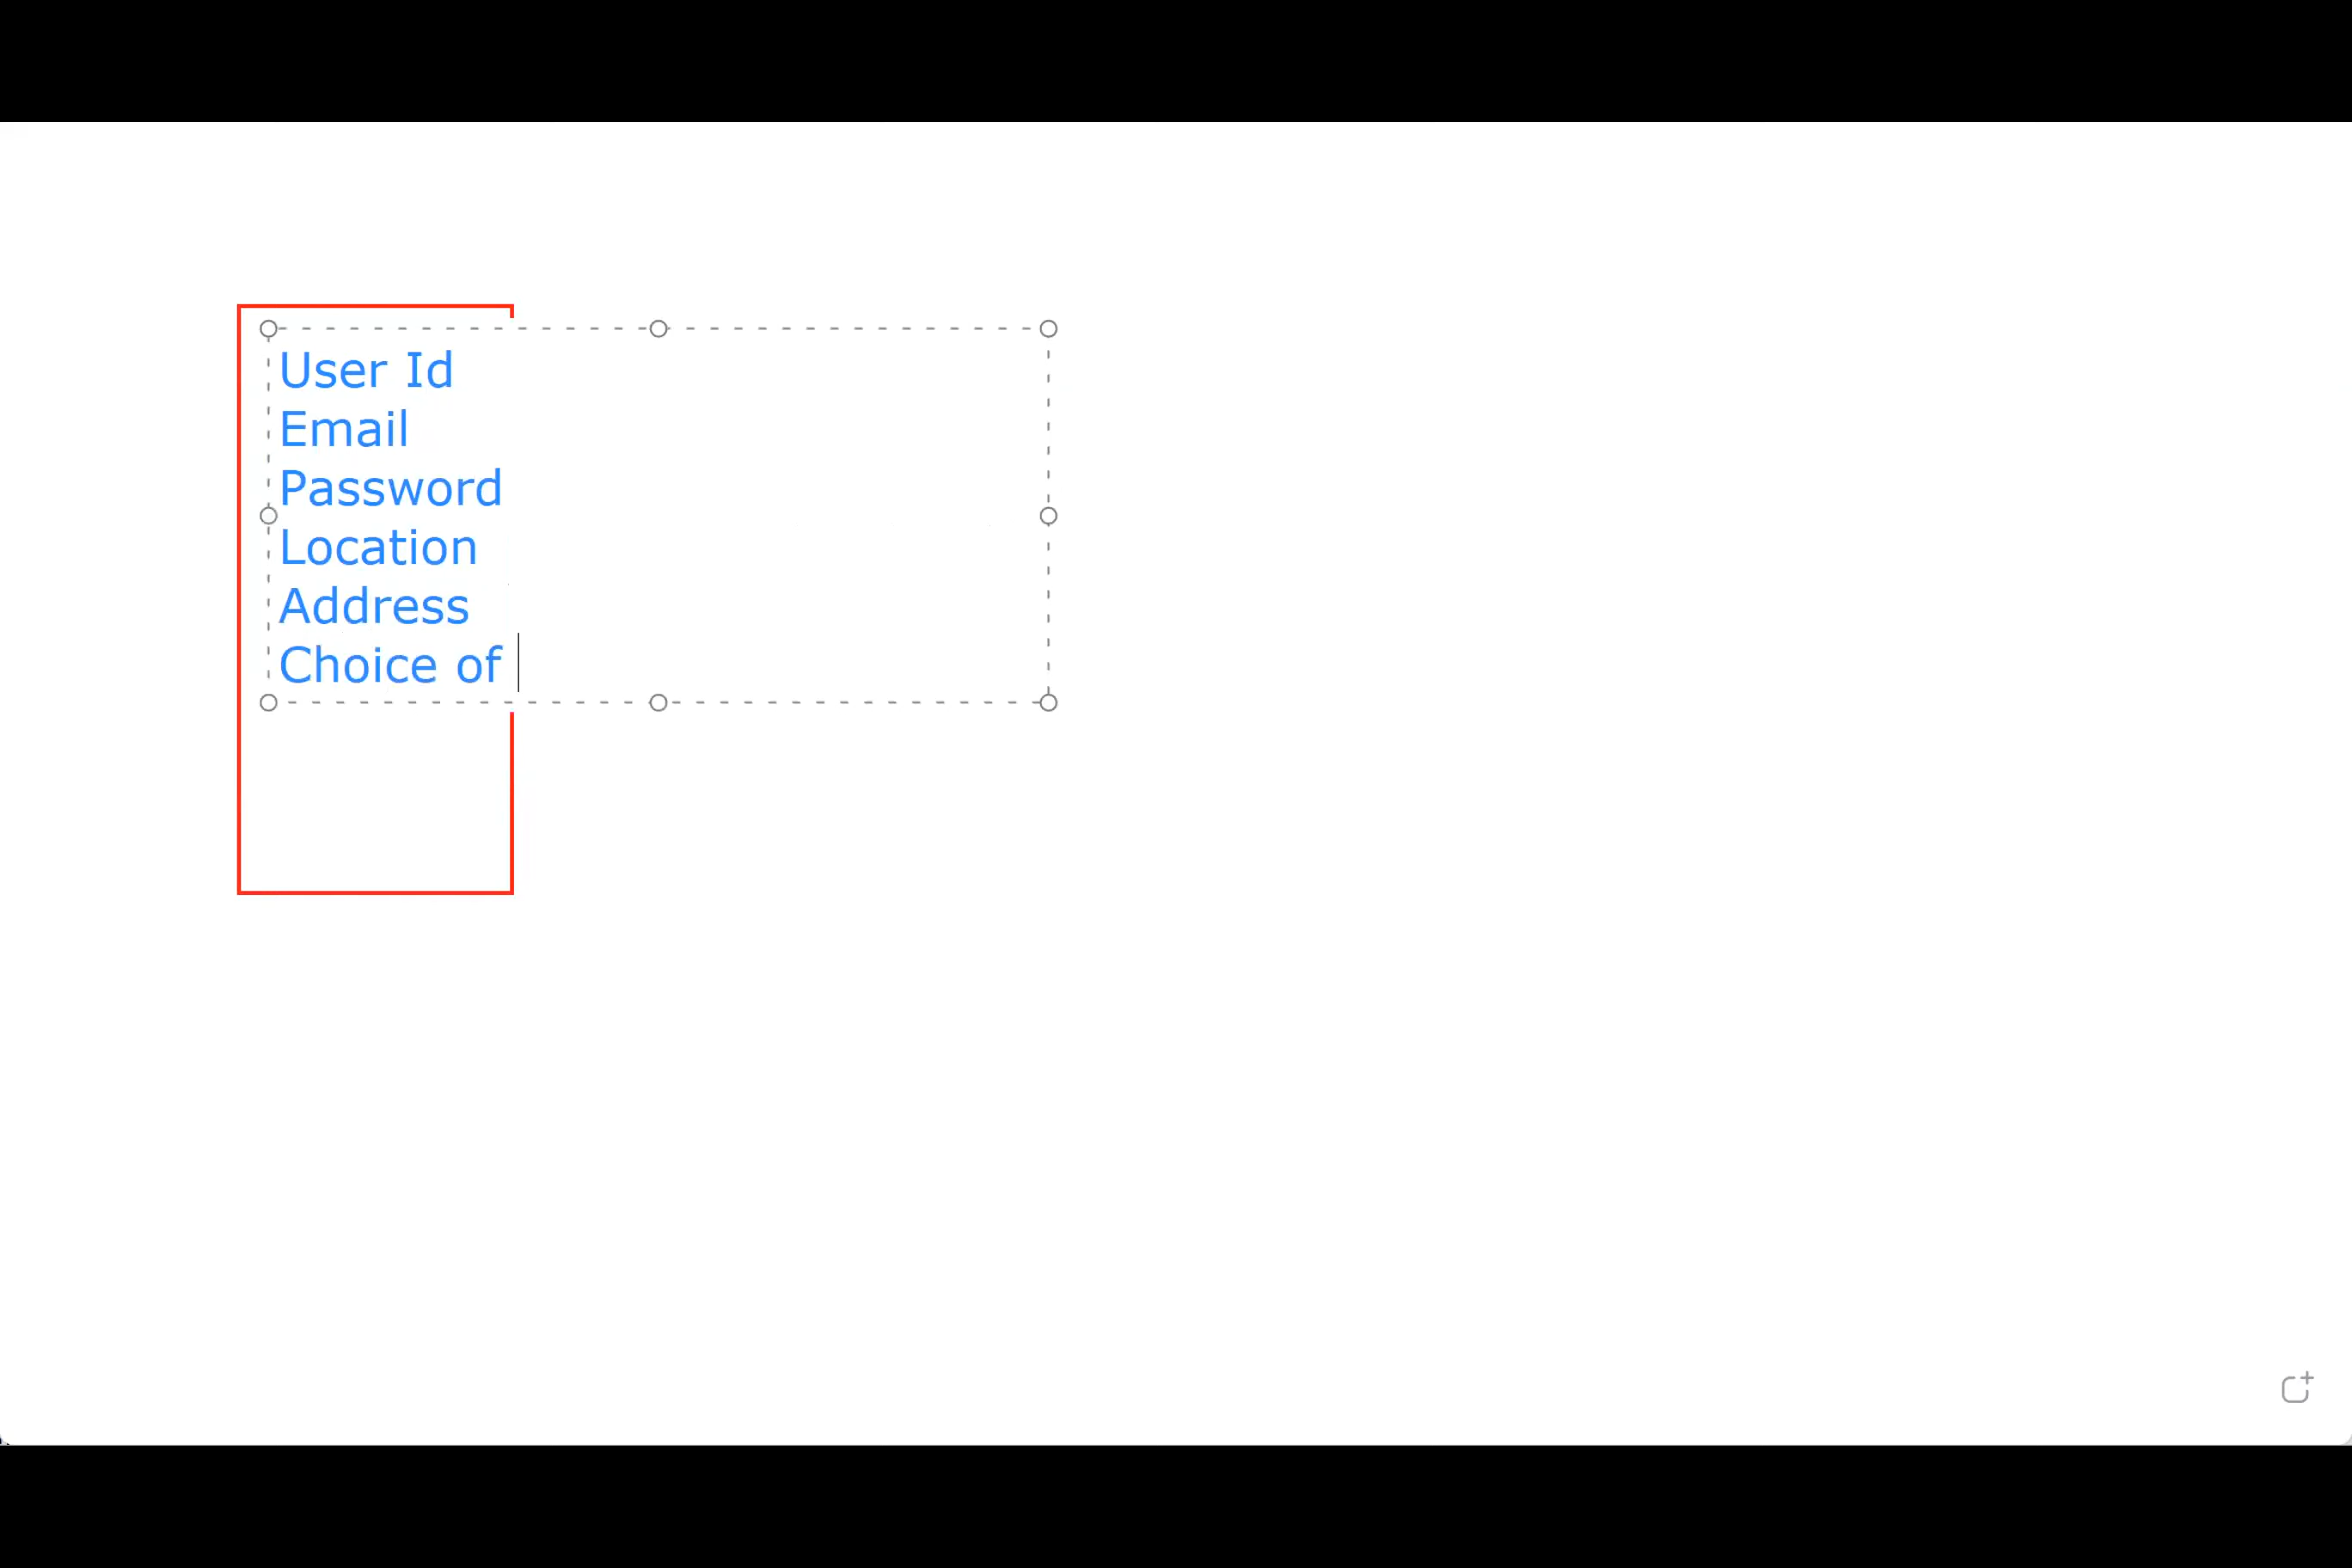 User Id
Email
Password
Location
Address
Choice of